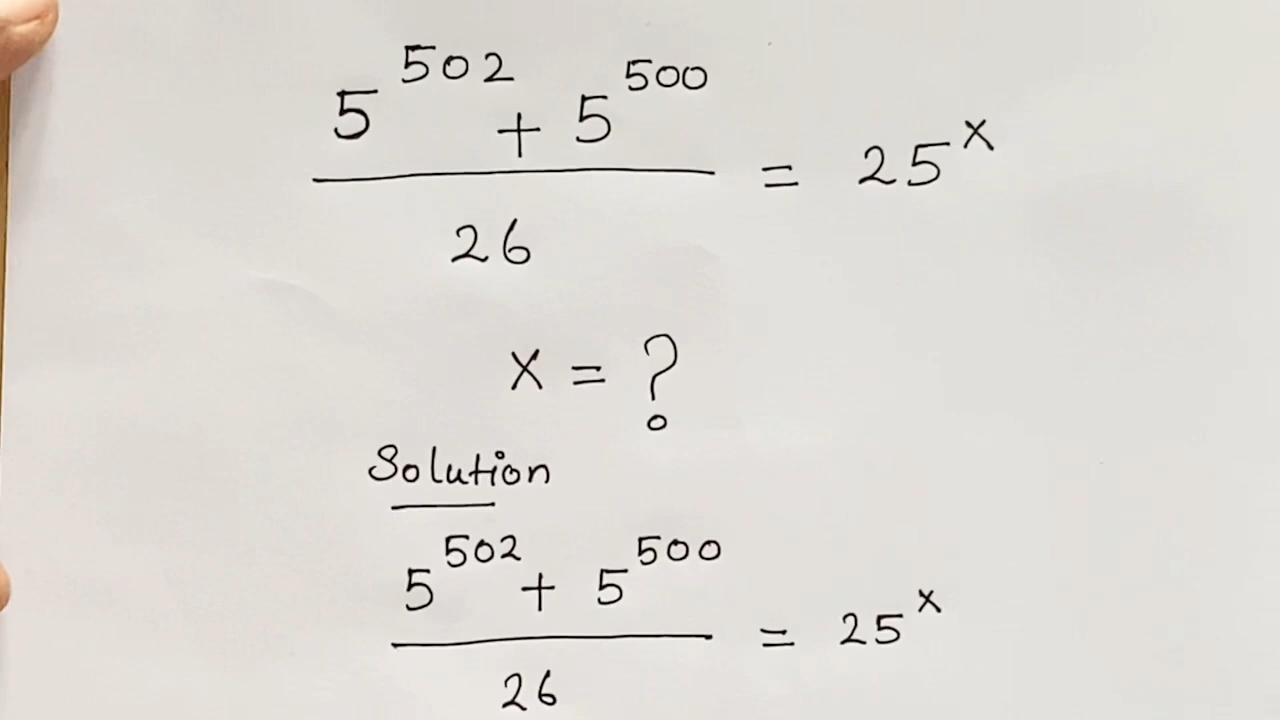 5^502 + 5^500
26
= 25^x
x = ?
Solution
5^502 + 5^500
26
= 25^x